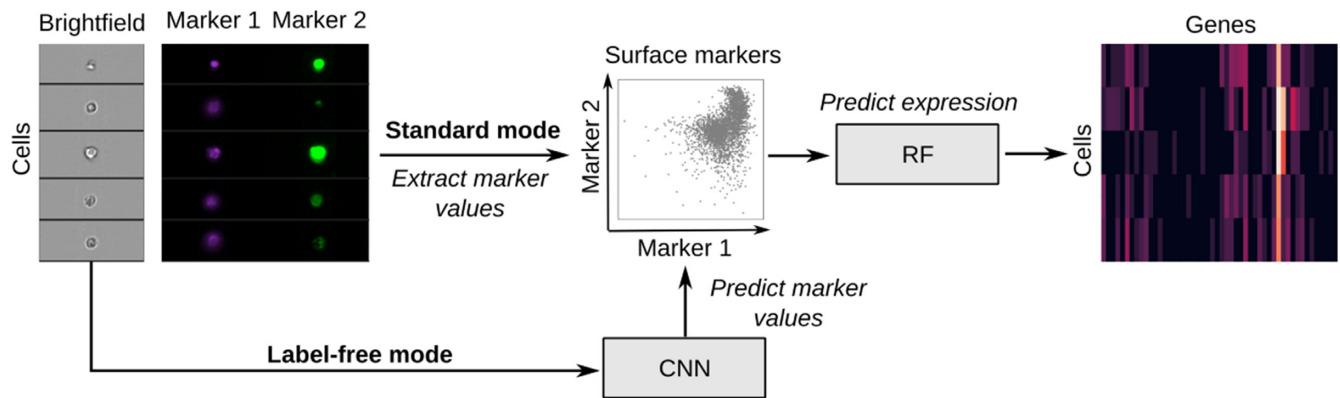 Brightfield
Marker 1
Marker 2
Cells
Standard mode
Extract marker
values
Surface markers
Marker 2
Marker 1
Predict expression
RF
Genes
Cells
Predict marker
values
Label-free mode
CNN